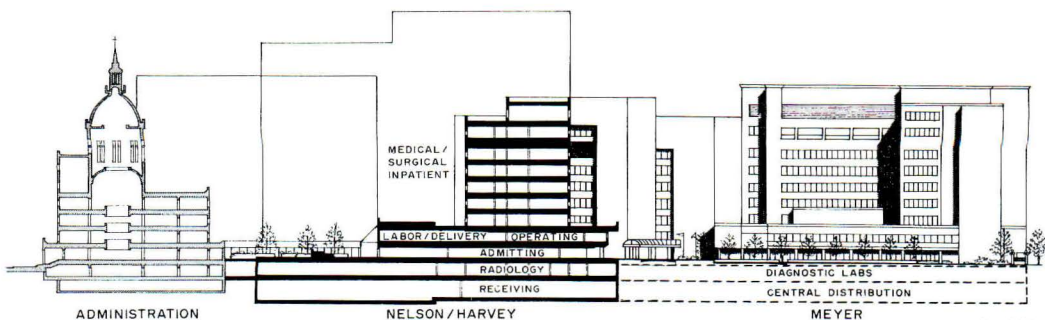 MEDICAL/
SURGICAL
INPATIENT
LABOR/DELIVERY OPERATING
ADMITTING
RADIOLOGY
RECEIVING
DIAGNOSTIC LABS
CENTRAL DISTRIBUTION
ADMINISTRATION
NELSON/HARVEY
MEYER